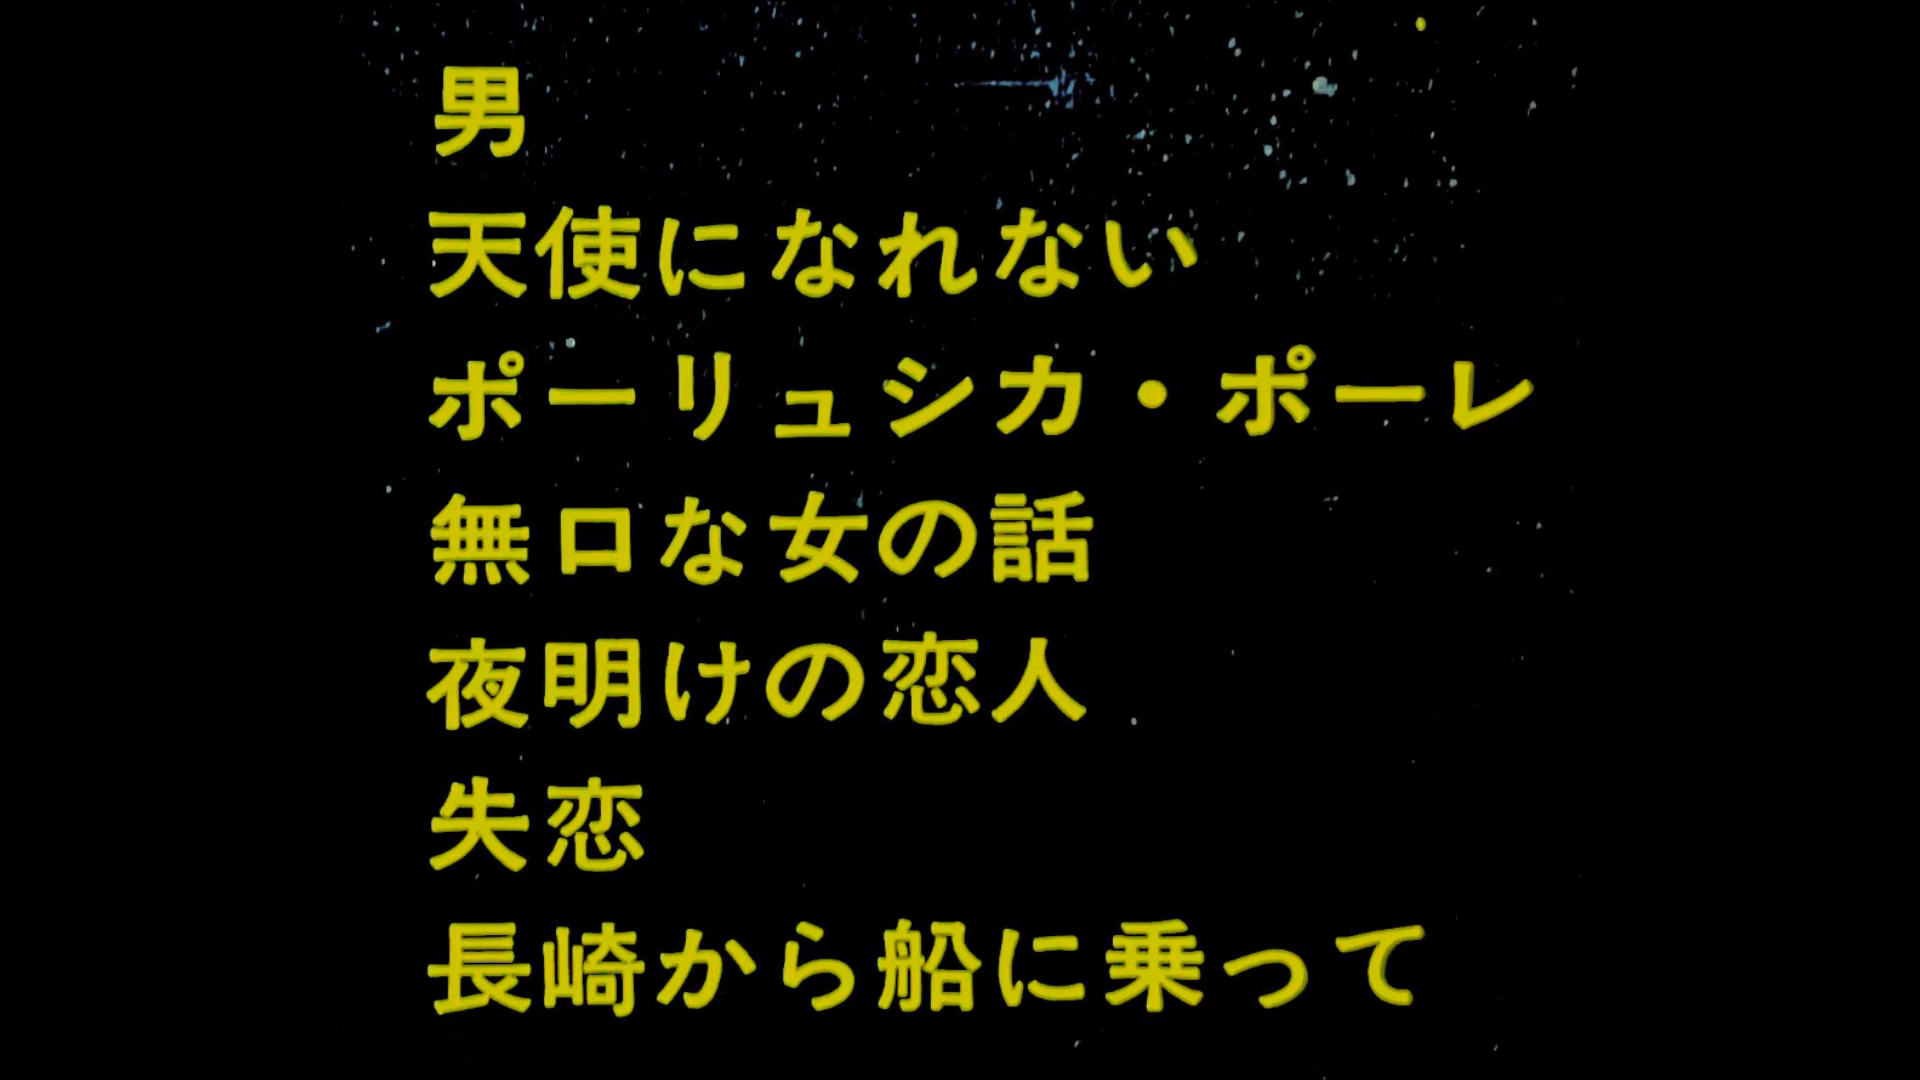 男
天使になれない
ポーリュシカ・ポーレ
無口な女の話
夜明けの恋人
失恋
長崎から船に乗って